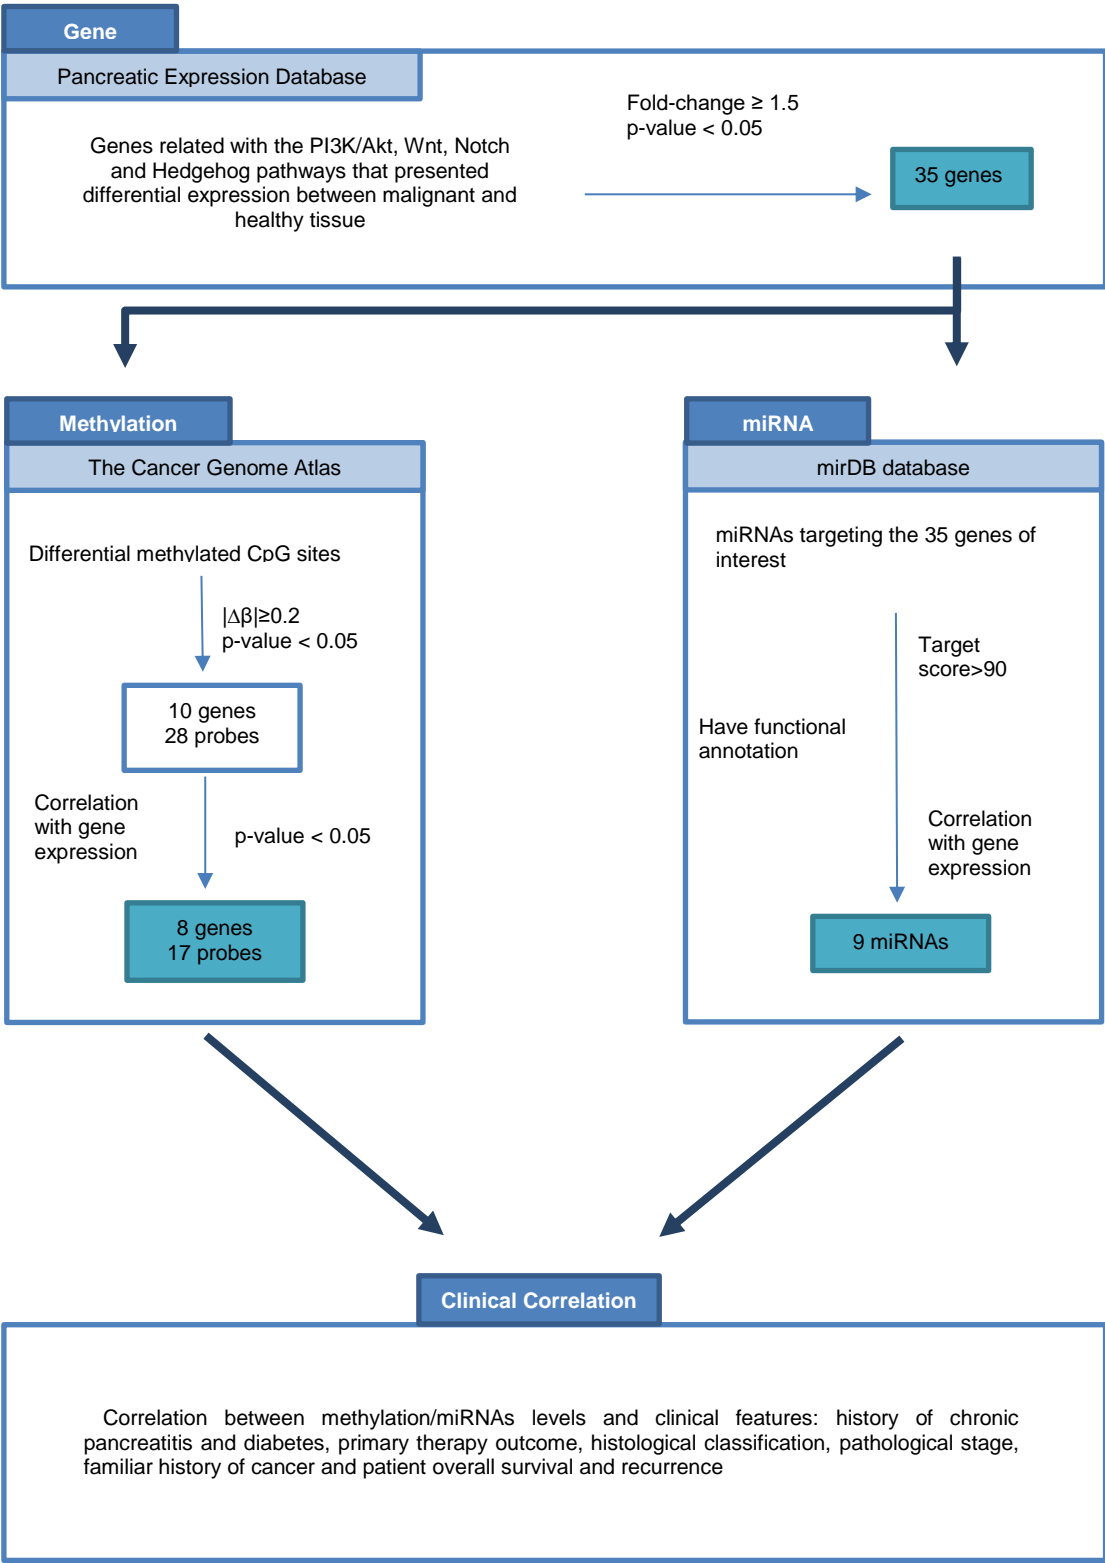 Gene
Pancreatic Expression Database
Fold-change ≥ 1.5
p-value < 0.05
Genes related with the PI3K/Akt, Wnt, Notch
and Hedgehog pathways that presented
differential expression between malignant and
healthy tissue
35 genes
Methylation
The Cancer Genome Atlas
Differential methylated CpG sites
|Δβ|≥0.2
p-value < 0.05
10 genes
28 probes
Correlation
with gene
expression
p-value < 0.05
8 genes
17 probes
miRNA
mirDB database
miRNAs targeting the 35 genes of
interest
Target
score>90
Have functional
annotation
Correlation
with gene
expression
9 miRNAs
Clinical Correlation
Correlation between methylation/miRNAs levels and clinical features: history of chronic
pancreatitis and diabetes, primary therapy outcome, histological classification, pathological stage,
familiar history of cancer and patient overall survival and recurrence